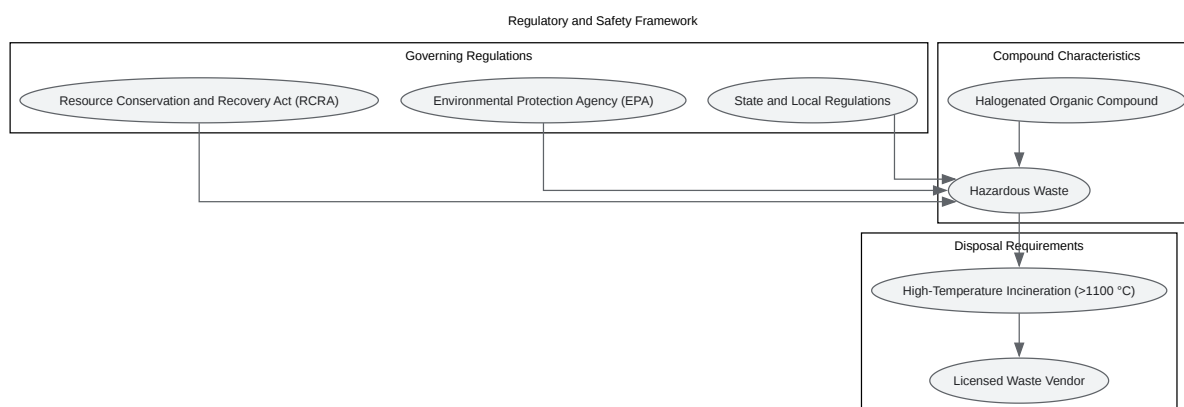 Regulatory and Safety Framework
Governing Regulations
Compound Characteristics
Resource Conservation and Recovery Act (RCRA)
Environmental Protection Agency (EPA)
State and Local Regulations
Halogenated Organic Compound
Hazardous Waste
Disposal Requirements
High-Temperature Incineration (>1100 °C)
Licensed Waste Vendor